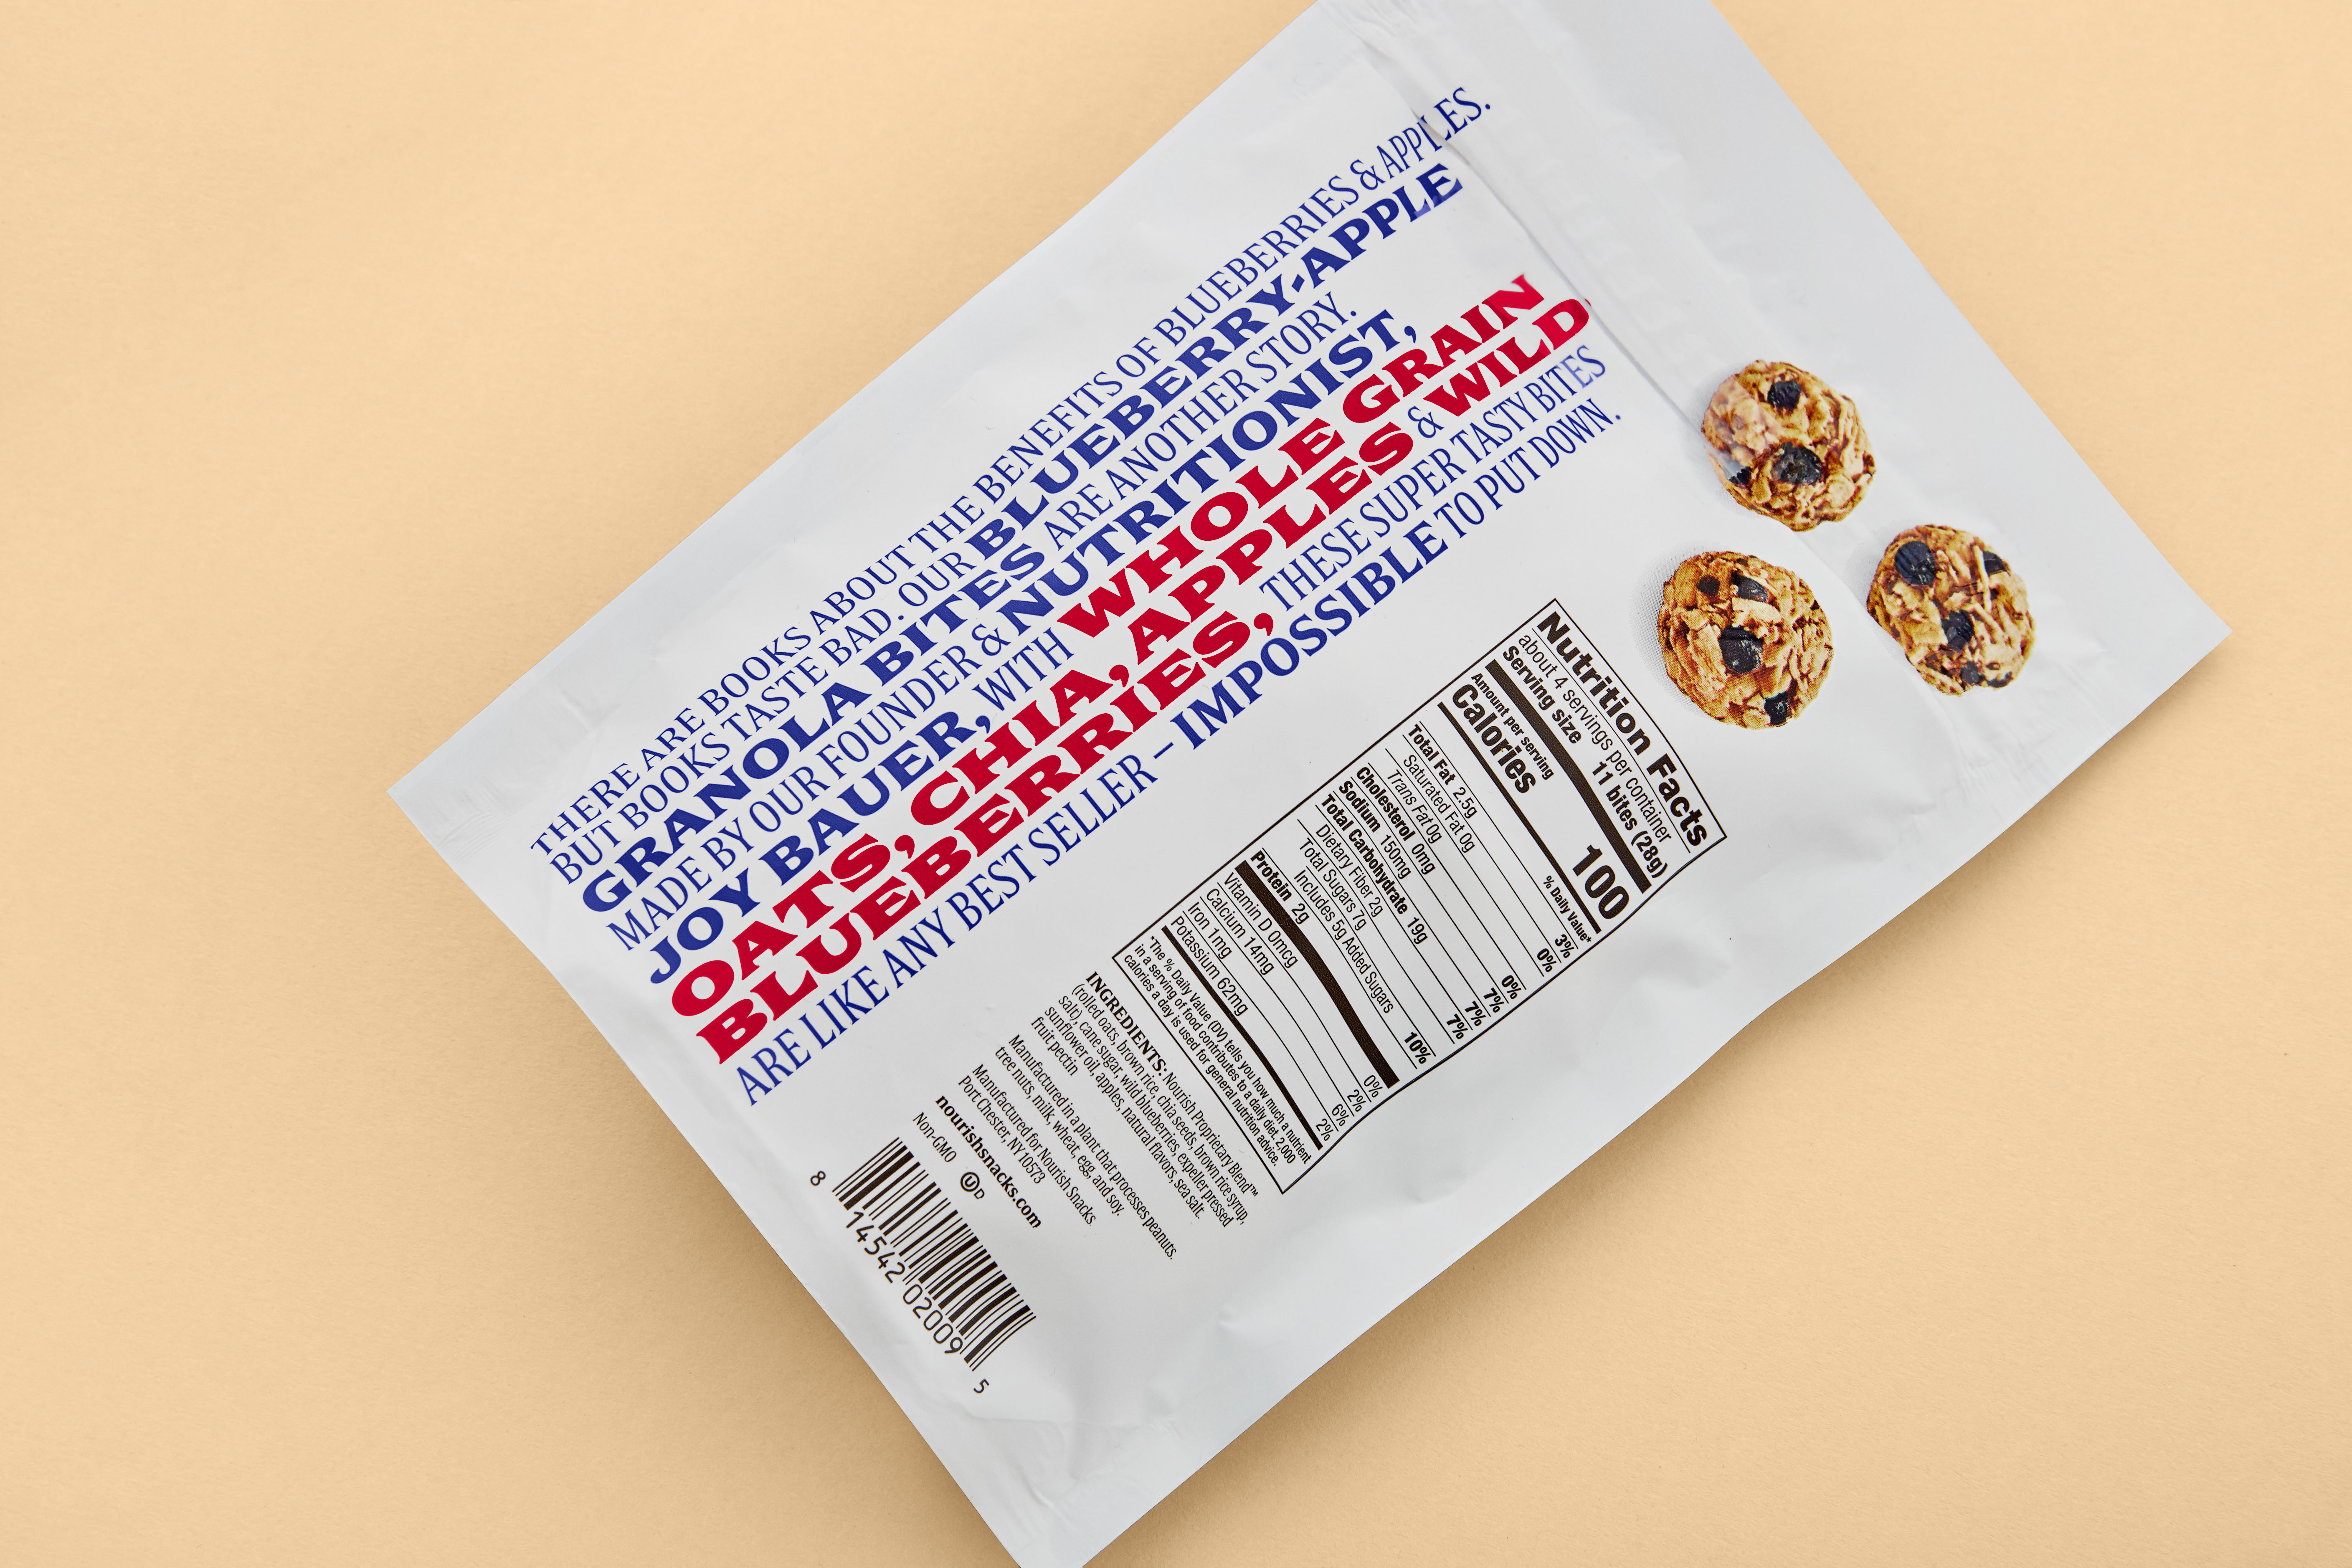 THERE ARE BOOKS ABOUT THE BENEFITS OF BLUEBERRIES & APPLES.
BUT BOOKS TASTE BAD. OUR BLUEBERRY-APPLE
GRANOLA BITES ARE ANOTHER STORY.
MADE BY OUR FOUNDER & NUTRITIONIST,
JOY BAUER, WITH WHOLE GRAIN
OATS, CHIA, APPLES & WILD
BLUEBERRIES, THESE SUPER TASTY BITES
ARE LIKE ANY BEST SELLER – IMPOSSIBLE TO PUT DOWN.
Nutrition Facts
about 4 servings per container
Serving size 11 bites (28g)
Amount per serving
Calories 100
% Daily Value*
Total Fat 2.5g 3%
Saturated Fat 0g 0%
Trans Fat 0g
Cholesterol 0mg 0%
Sodium 150mg 7%
Total Carbohydrate 19g 7%
Dietary Fiber 2g 7%
Total Sugars 7g
Includes 5g Added Sugars 10%
Protein 2g
Vitamin D 0mcg 0%
Calcium 14mg 2%
Iron 1mg 6%
Potassium 62mg 2%
*The % Daily Value (DV) tells you how much a nutrient
in a serving of food contributes to a daily diet. 2,000
calories a day is used for general nutrition advice.
INGREDIENTS: Nourish Proprietary Blend™
(rolled oats, brown rice, chia seeds, brown rice syrup,
salt), cane sugar, wild blueberries, expeller pressed
sunflower oil, apples, natural flavors, sea salt.
fruit pectin
Manufactured in a plant that processes peanuts,
tree nuts, milk, wheat, egg, and soy.
Manufactured for Nourish Snacks
Port Chester, NY 10573
nourishsnacks.com
Non-GMO U D
8 14542 02009 5